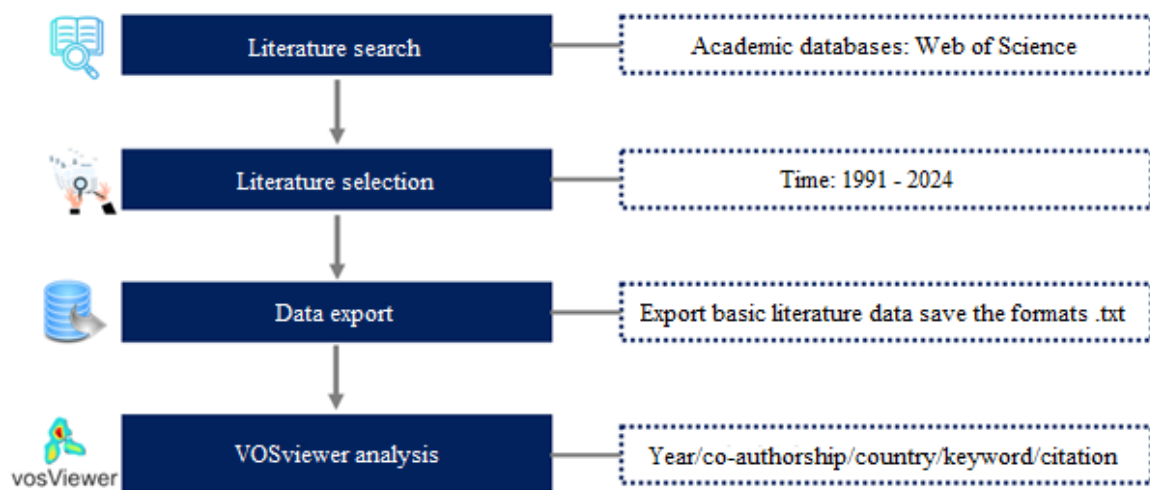 Literature search
Academic databases: Web of Science
Literature selection
Time: 1991 - 2024
Data export
Export basic literature data save the formats .txt
VOSviewer analysis
Year/co-authorship/country/keyword/citation
vosViewer